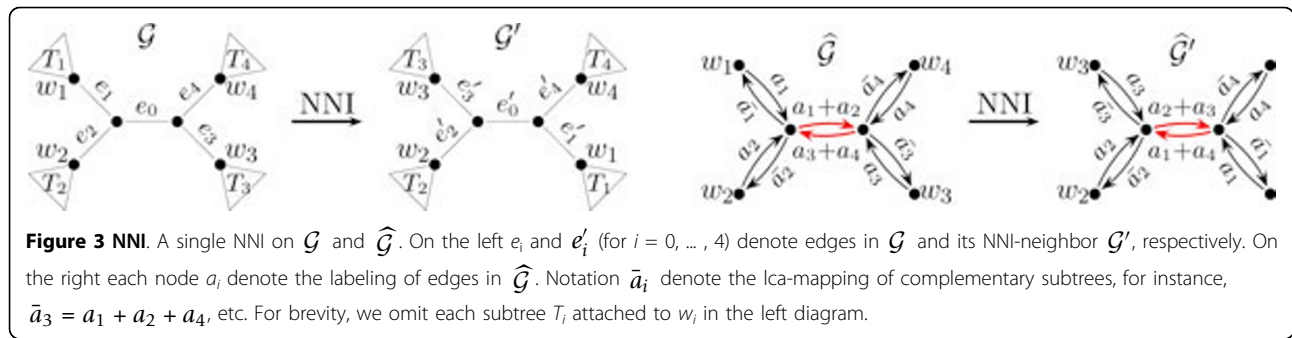 𝒢
T₁
w₁
e₁
T₄
w₄
e₄
e₀
e₂
w₂
T₂
e₃
w₃
T₃
NNI
𝒢′
T₃
w₃
e′₃
T₄
w₄
e′₄
e′₀
e′₂
w₂
T₂
e′₁
w₁
T₁
𝒢̂
w₁
a₁
ā₁
w₄
ā₄
a₄
a₁+a₂
a₃+a₄
a₂
ā₂
w₂
ā₃
a₃
w₃
NNI
𝒢̂′
w₃
a₃
ā₃
ā₄
a₄
a₂+a₃
a₁+a₄
a₂
ā₂
w₂
ā₁
a₁
Figure 3 NNI. A single NNI on 𝒢 and 𝒢̂. On the left eᵢ and e′ᵢ (for i = 0, ... , 4) denote edges in 𝒢 and its NNI-neighbor 𝒢′, respectively. On
the right each node aᵢ denote the labeling of edges in 𝒢̂. Notation āᵢ denote the lca-mapping of complementary subtrees, for instance,
ā₃ = a₁ + a₂ + a₄, etc. For brevity, we omit each subtree Tᵢ attached to wᵢ in the left diagram.